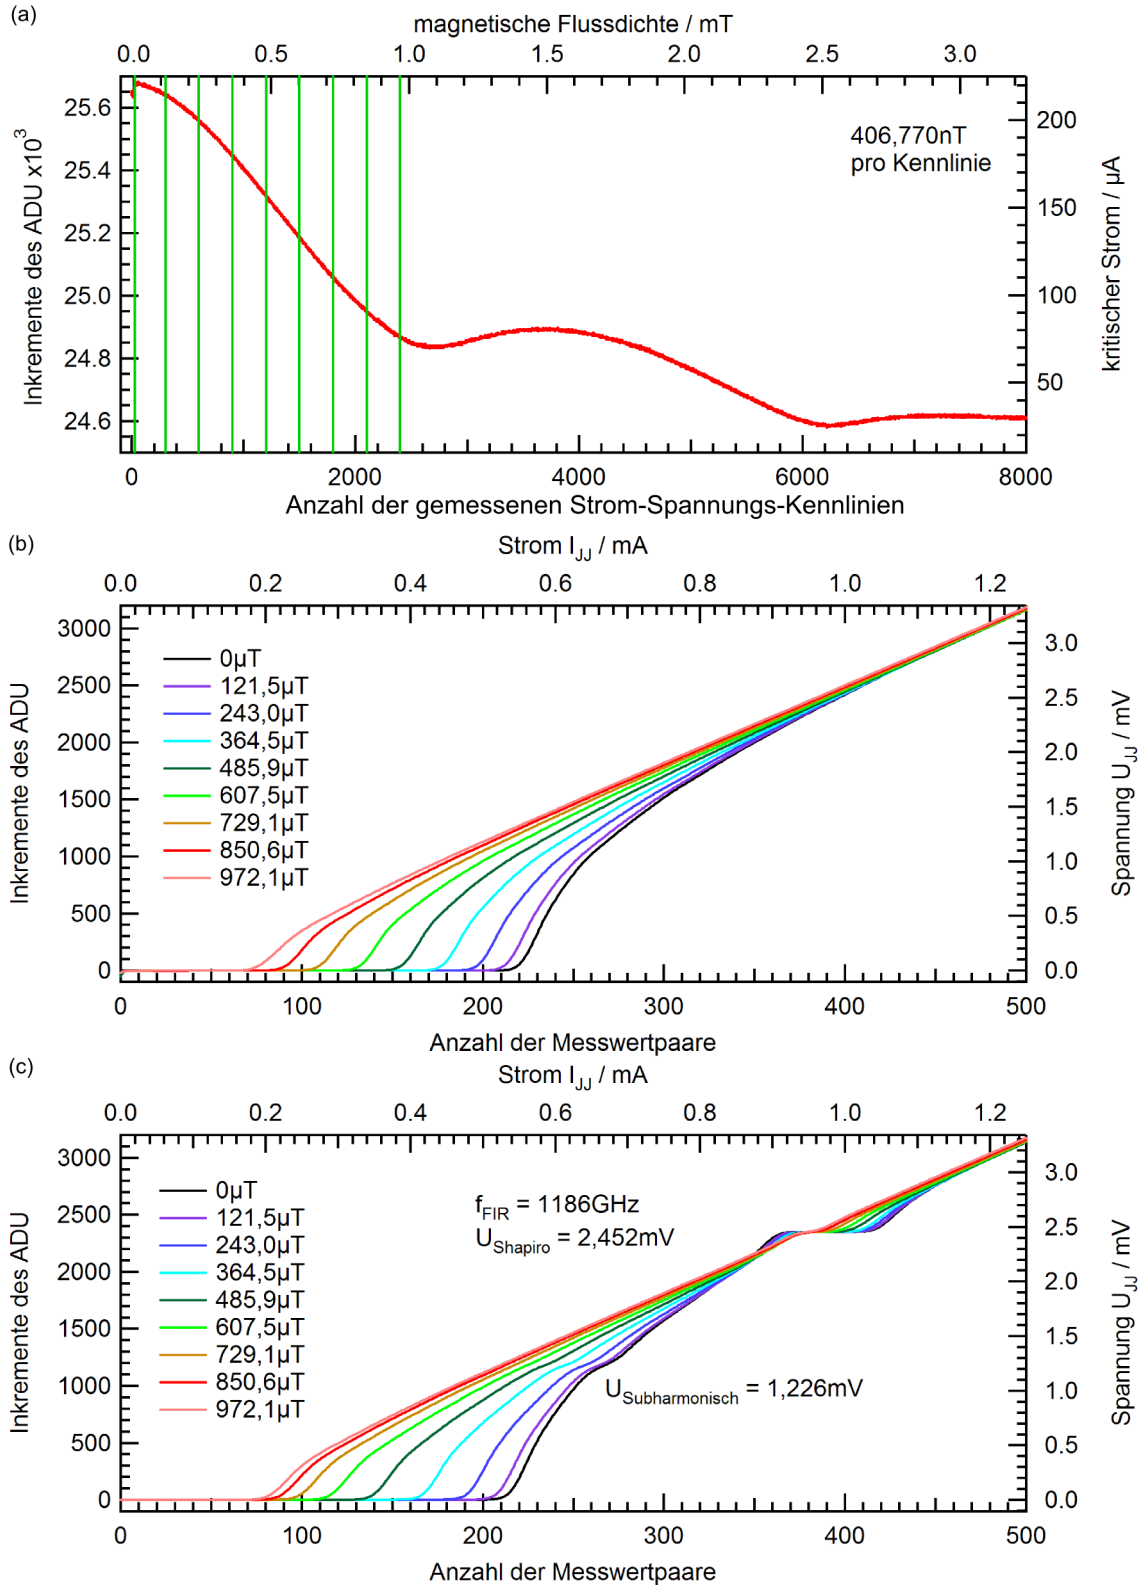 (a)
magnetische Flussdichte / mT
0.0 0.5 1.0 1.5 2.0 2.5 3.0
Inkremente des ADU x10³
25.6
25.4
25.2
25.0
24.8
24.6
406,770nT
pro Kennlinie
200
150
100
50
kritischer Strom / µA
0 2000 4000 6000 8000
Anzahl der gemessenen Strom-Spannungs-Kennlinien
(b)
Strom I_JJ / mA
0.0 0.2 0.4 0.6 0.8 1.0 1.2
Inkremente des ADU
3000
2500
2000
1500
1000
500
0
0µT
121,5µT
243,0µT
364,5µT
485,9µT
607,5µT
729,1µT
850,6µT
972,1µT
3.0
2.0
1.0
0.5
0.0
Spannung U_JJ / mV
0 100 200 300 400 500
Anzahl der Messwertpaare
(c)
Strom I_JJ / mA
0.0 0.2 0.4 0.6 0.8 1.0 1.2
Inkremente des ADU
3000
2500
2000
1500
1000
500
0
0µT
121,5µT
243,0µT
364,5µT
485,9µT
607,5µT
729,1µT
850,6µT
972,1µT
f_FIR = 1186GHz
U_Shapiro = 2,452mV
U_Subharmonisch = 1,226mV
3.0
2.5
2.0
1.0
0.5
0.0
Spannung U_JJ / mV
0 100 200 300 400 500
Anzahl der Messwertpaare